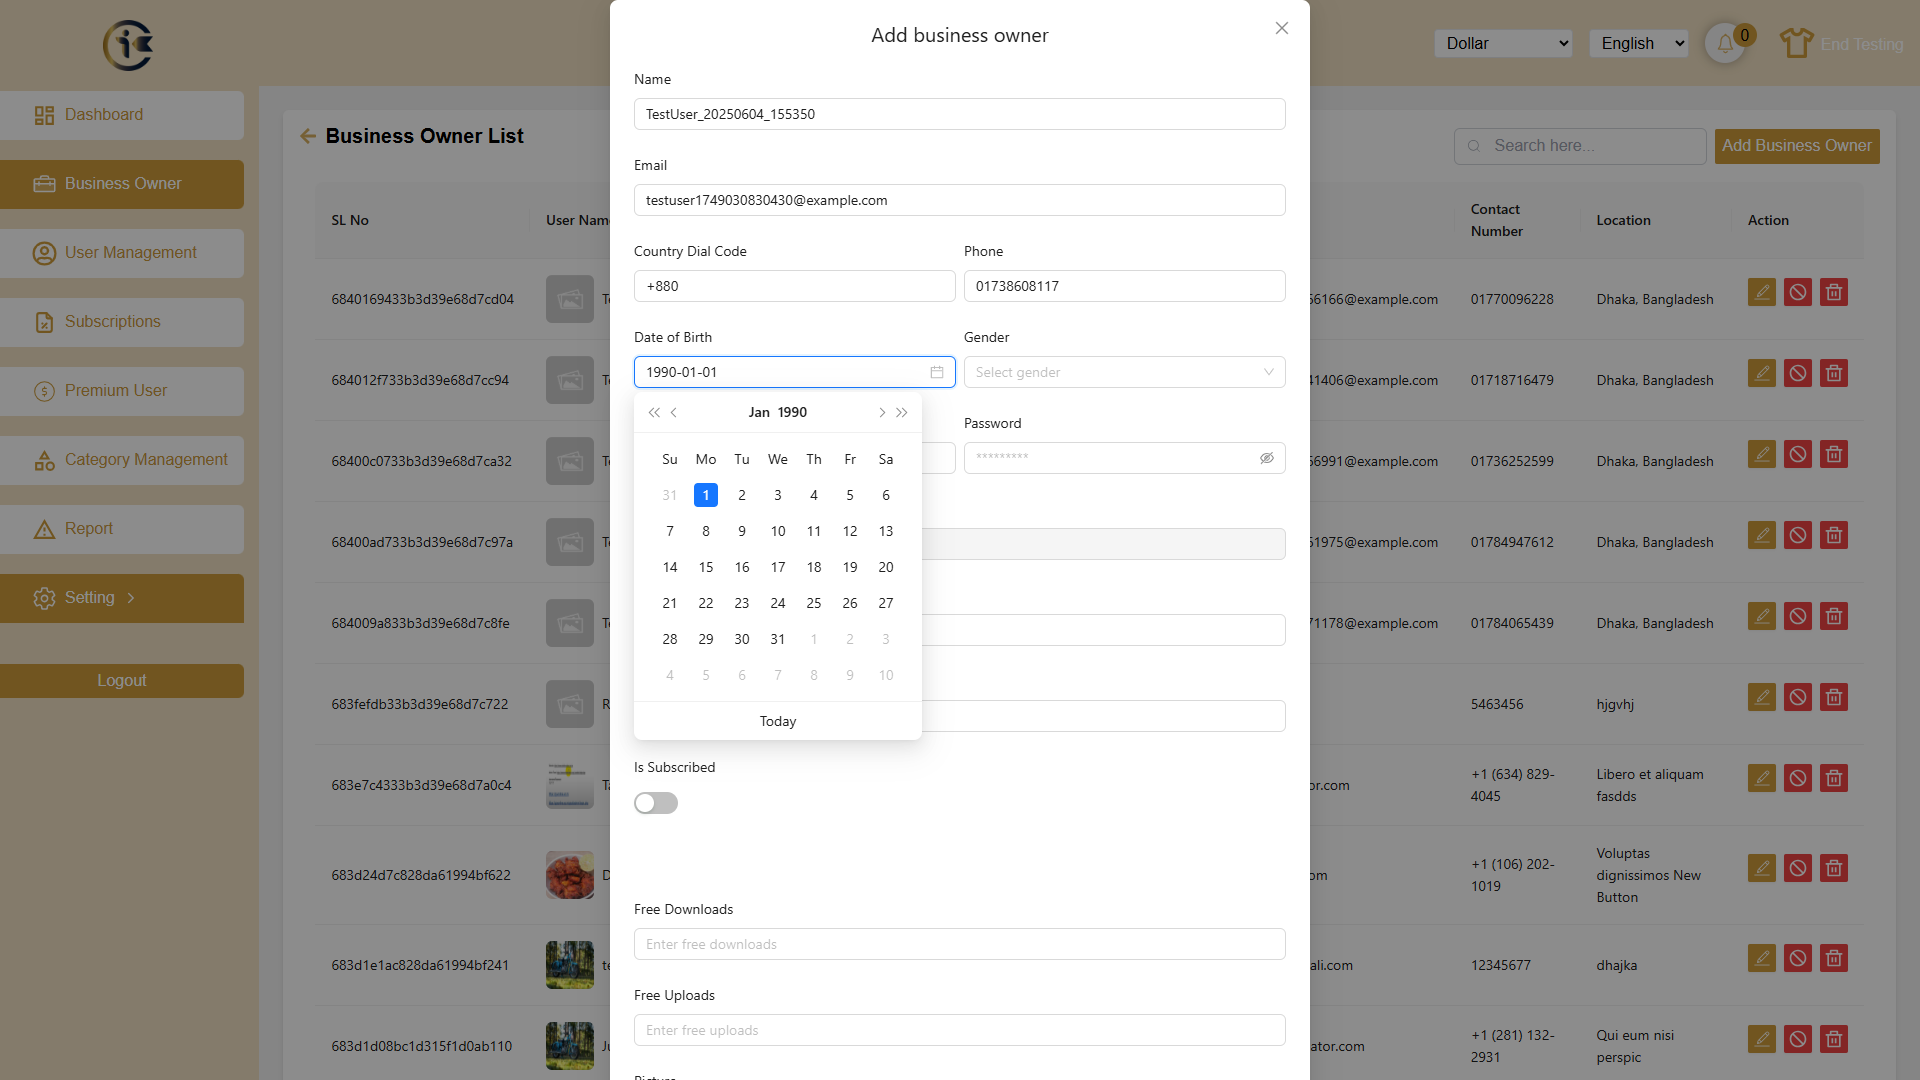 Add business owner
Dollar
English
0
End Testing
Dashboard
Business Owner
User Management
Subscriptions
Premium User
Category Management
Report
Setting
Logout
Business Owner List
Search here...
Add Business Owner
SL No
User Nam
Contact Number
Location
Action
6840169433b3d39e68d7cd04
66166@example.com
01770096228
Dhaka, Bangladesh
684012f733b3d39e68d7cc94
41406@example.com
01718716479
Dhaka, Bangladesh
68400c0733b3d39e68d7ca32
66991@example.com
01736252599
Dhaka, Bangladesh
68400ad733b3d39e68d7c97a
61975@example.com
01784947612
Dhaka, Bangladesh
684009a833b3d39e68d7c8fe
71178@example.com
01784065439
Dhaka, Bangladesh
683fefdb33b3d39e68d7c722
R
5463456
hjgvhj
683e7c4333b3d39e68d7a0c4
or.com
+1 (634) 829-
4045
Libero et aliquam
fasdds
683d24d7c828da61994bf622
om
+1 (106) 202-
1019
Voluptas
dignissimos New
Button
683d1e1ac828da61994bf241
te
ali.com
12345677
dhajka
683d1d08bc1d315f1d0ab110
Ju
ator.com
+1 (281) 132-
2931
Qui eum nisi
perspic
Name
TestUser_20250604_155350
Email
testuser1749030830430@example.com
Country Dial Code
Phone
+880
01738608117
Date of Birth
Gender
1990-01-01
Select gender
Password
*********
Jan 1990
Su Mo Tu We Th Fr Sa
31 1 2 3 4 5 6
7 8 9 10 11 12 13
14 15 16 17 18 19 20
21 22 23 24 25 26 27
28 29 30 31 1 2 3
4 5 6 7 8 9 10
Today
Is Subscribed
Free Downloads
Enter free downloads
Free Uploads
Enter free uploads
Picture